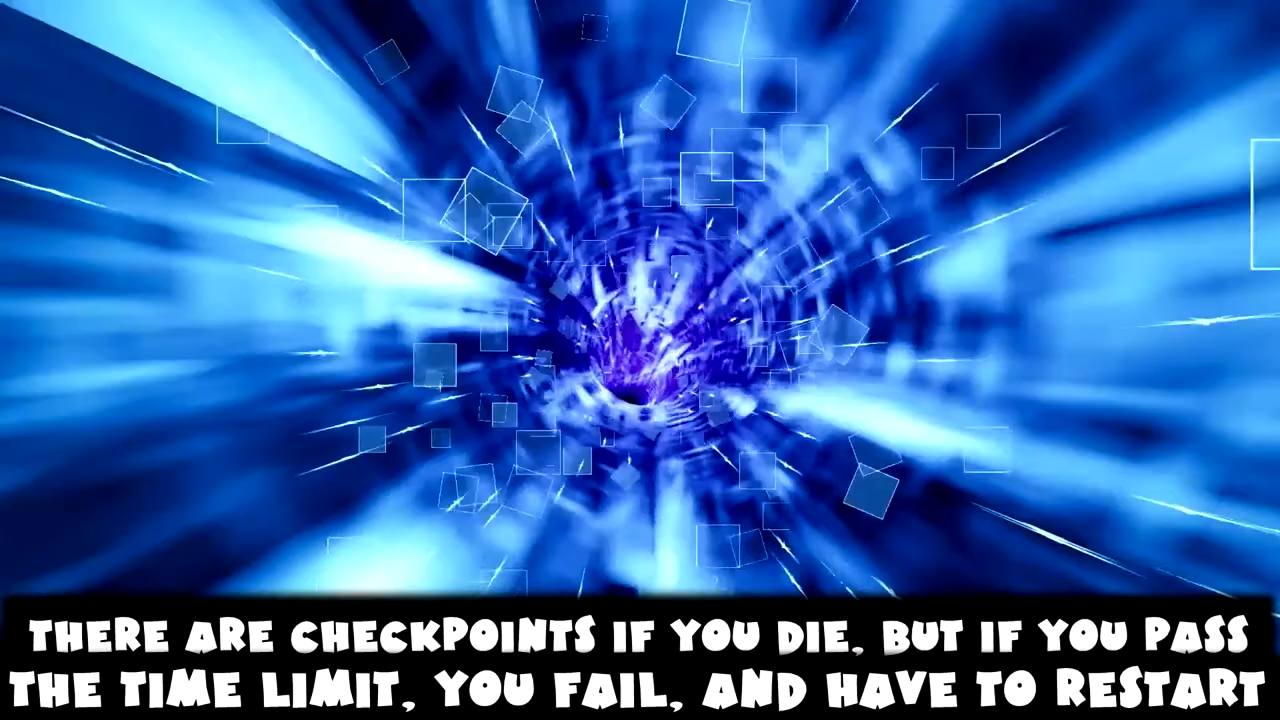 THERE ARE CHECKPOINTS IF YOU DIE, BUT IF YOU PASS
THE TIME LIMIT, YOU FAIL, AND HAVE TO RESTART